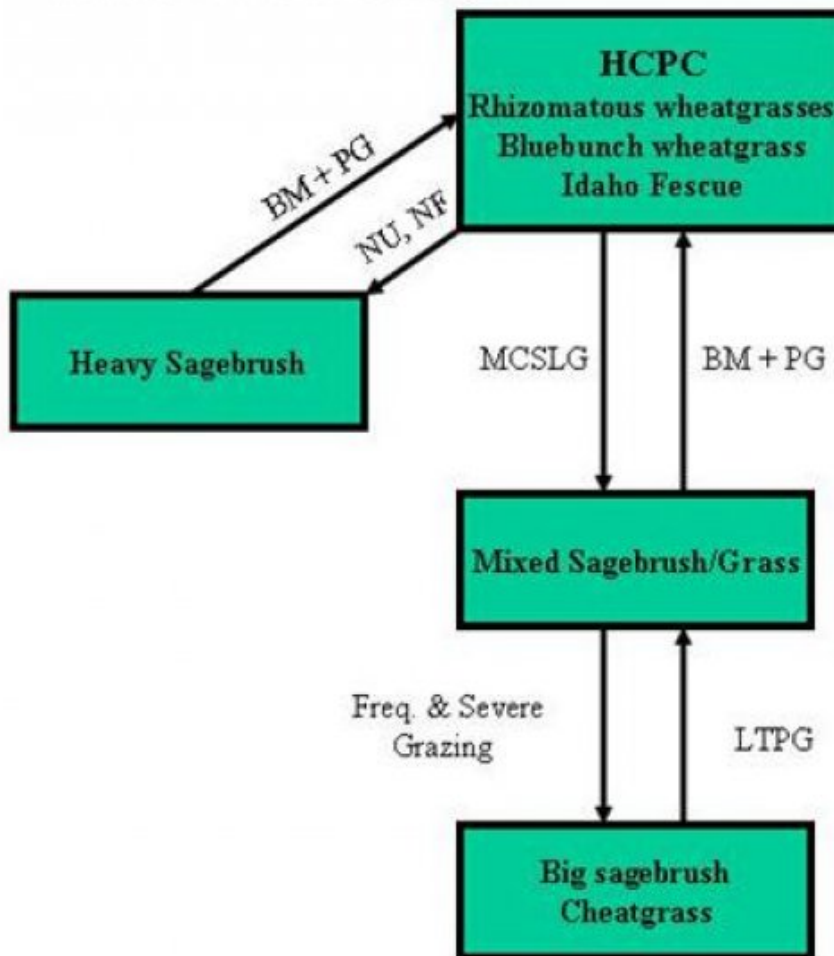 HCPC
Rhizomatous wheatgrasses
Bluebunch wheatgrass
Idaho Fescue
BM + PG
NU, NF
Heavy Sagebrush
MCSLG
BM + PG
Mixed Sagebrush/Grass
Freq. & Severe
Grazing
LTPG
Big sagebrush
Cheatgrass